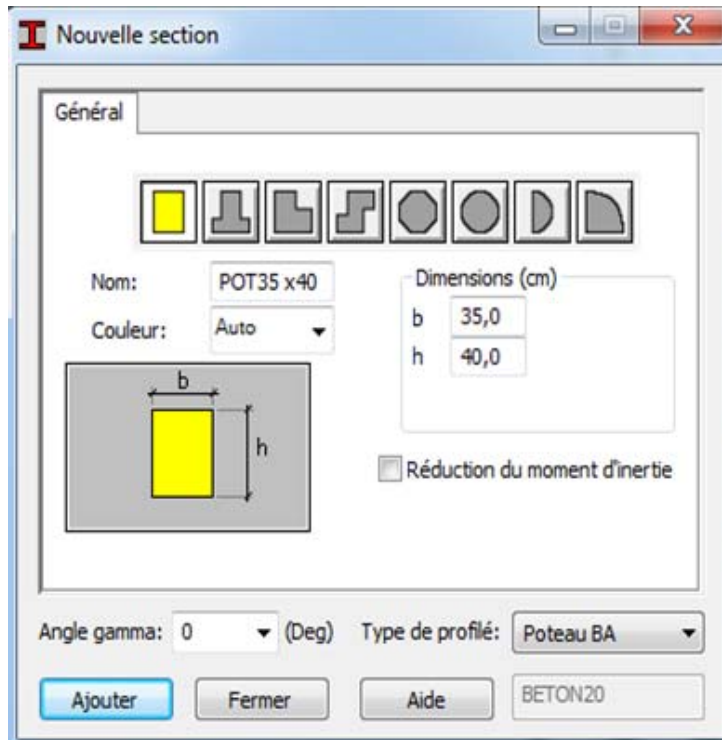 Nouvelle section
Général
Nom: POT35 x40
Couleur: Auto
Dimensions (cm)
b 35,0
h 40,0
b
h
Réduction du moment d'inertie
Angle gamma: 0 (Deg) Type de profilé: Poteau BA
Ajouter Fermer Aide BETON20